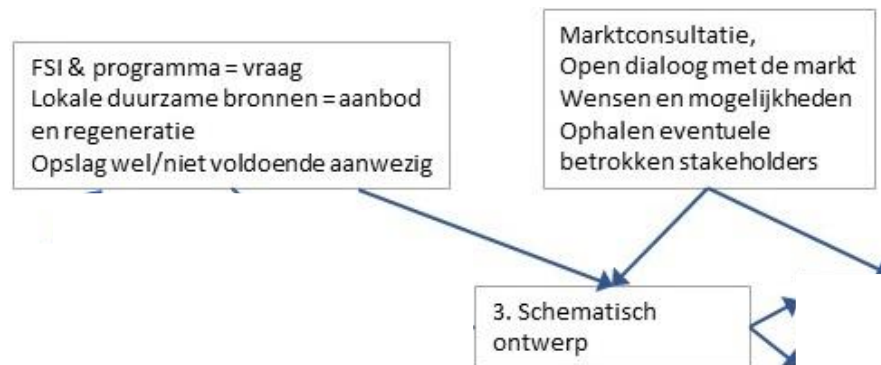 FSI & programma = vraag
Lokale duurzame bronnen = aanbod
en regeneratie
Opslag wel/niet voldoende aanwezig
Marktconsultatie,
Open dialoog met de markt
Wensen en mogelijkheden
Ophalen eventuele
betrokken stakeholders
3. Schematisch
ontwerp